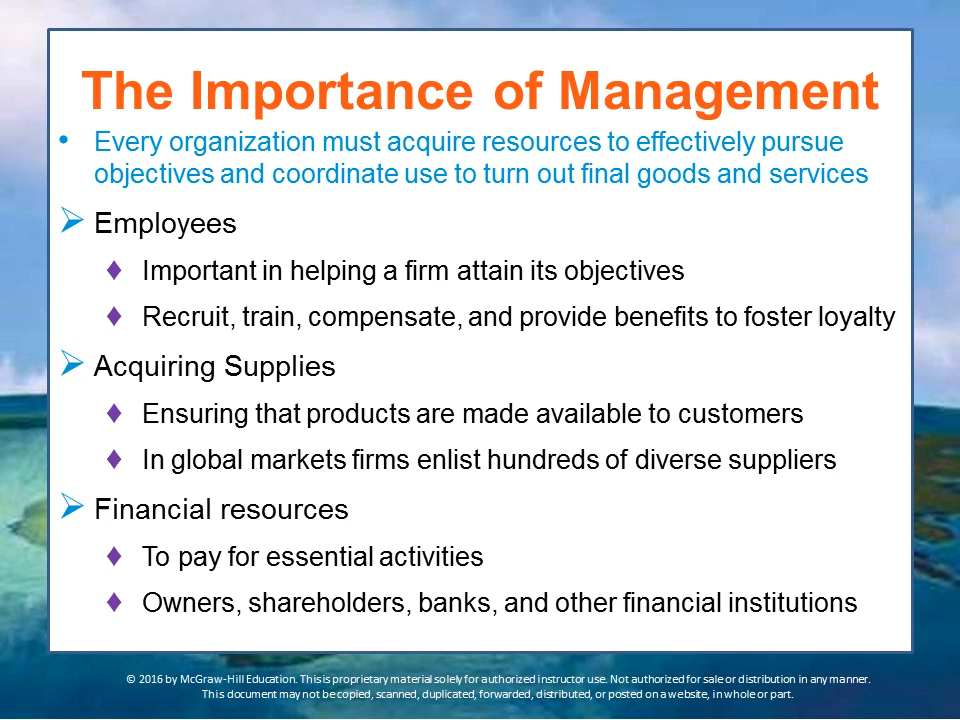 The Importance of Management
• Every organization must acquire resources to effectively pursue
objectives and coordinate use to turn out final goods and services
➢ Employees
♦ Important in helping a firm attain its objectives
♦ Recruit, train, compensate, and provide benefits to foster loyalty
➢ Acquiring Supplies
♦ Ensuring that products are made available to customers
♦ In global markets firms enlist hundreds of diverse suppliers
➢ Financial resources
♦ To pay for essential activities
♦ Owners, shareholders, banks, and other financial institutions
© 2016 by McGraw-Hill Education. This is proprietary material solely for authorized instructor use. Not authorized for sale or distribution in any manner.
This document may not be copied, scanned, duplicated, forwarded, distributed, or posted on a website, in whole or part.